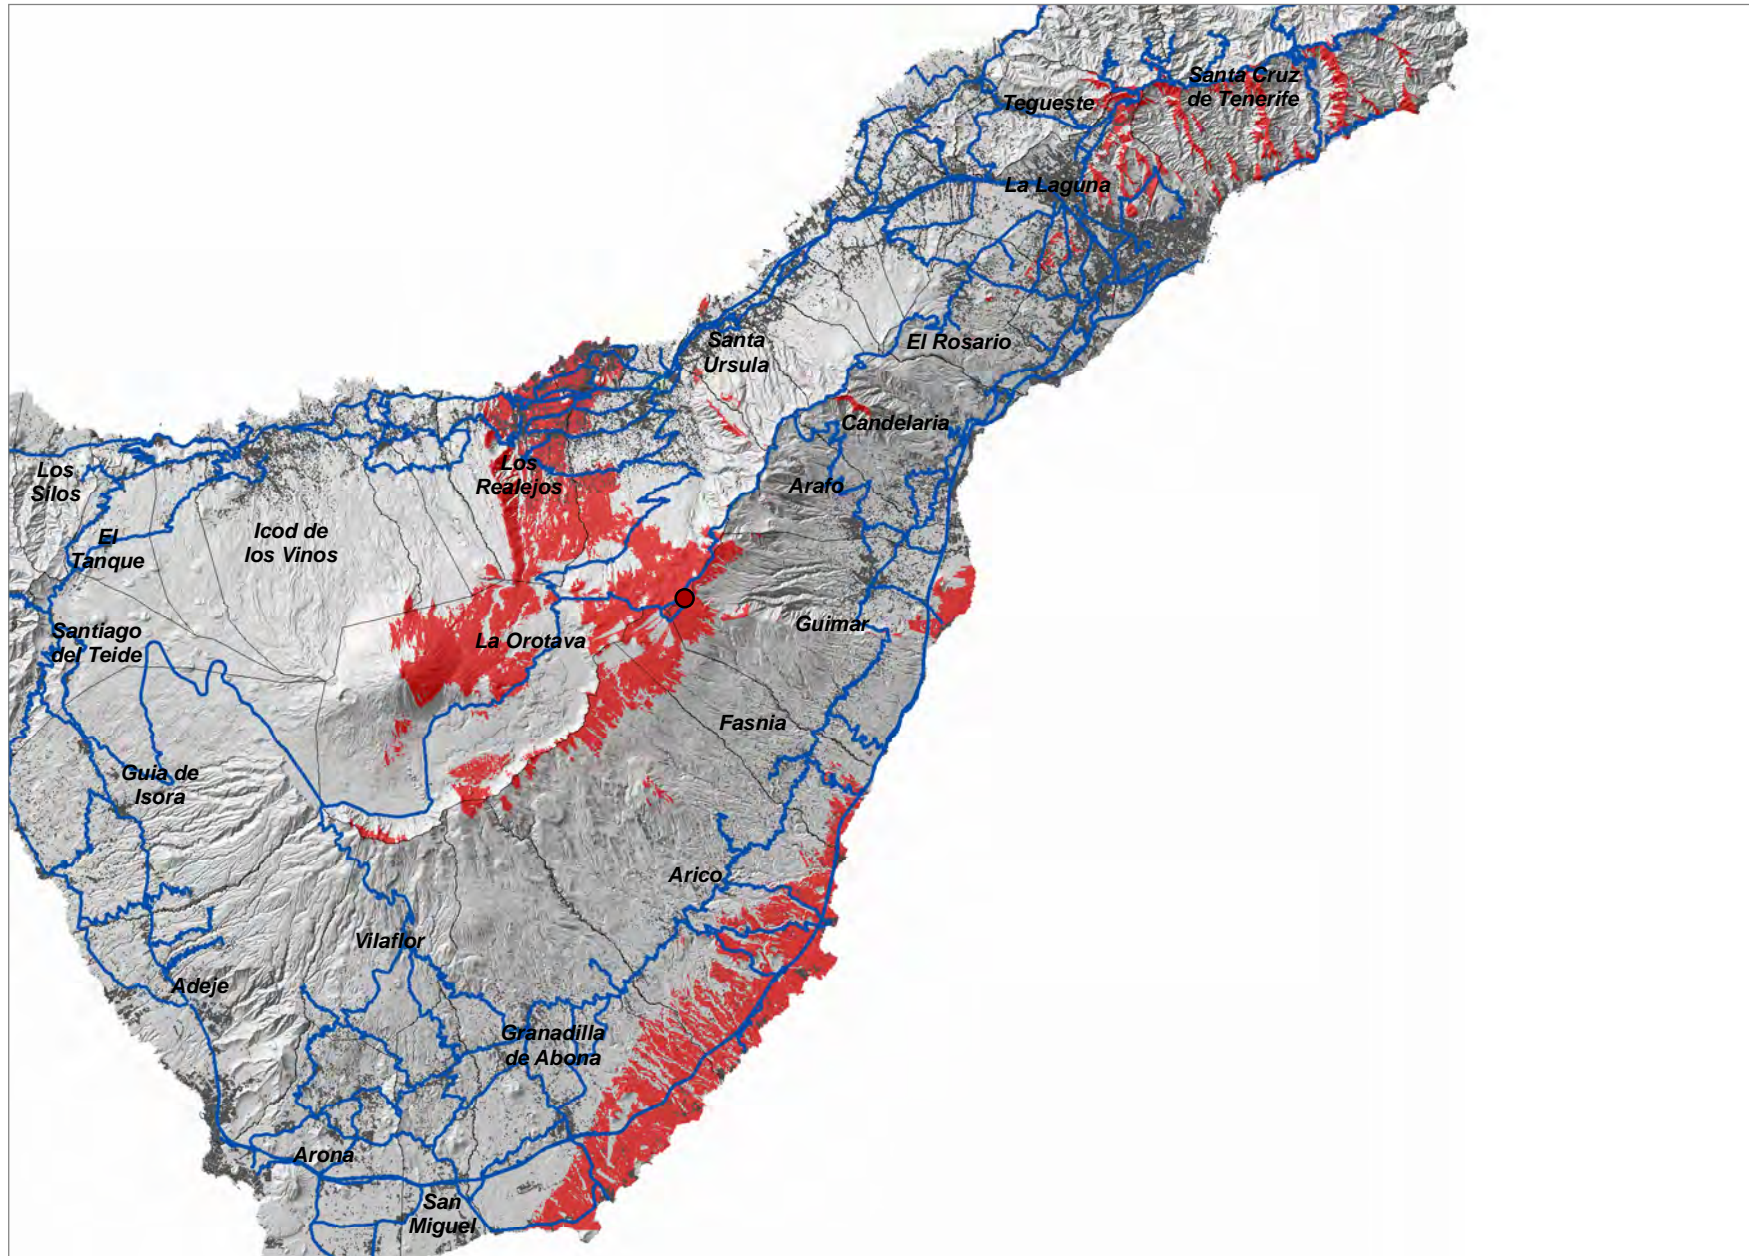 Santa Cruz
de Tenerife
Tegueste
La Laguna
Santa
Ursula
El Rosario
Candelaria
Los
Silos
Los
Realejos
Arafo
El
Tanque
Icod de
los Vinos
Santiago
del Teide
La Orotava
Guimar
Fasnia
Guia de
Isora
Arico
Vilaflor
Adeje
Granadilla
de Abona
Arona
San
Miguel